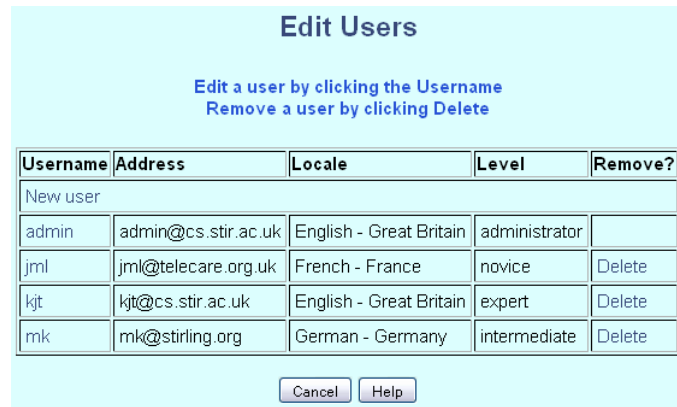 Edit Users
Edit a user by clicking the Username
Remove a user by clicking Delete
Username Address Locale Level Remove?
New user
admin admin@cs.stir.ac.uk English - Great Britain administrator
jml jml@telecare.org.uk French - France novice Delete
kjt kjt@cs.stir.ac.uk English - Great Britain expert Delete
mk mk@stirling.org German - Germany intermediate Delete
Cancel Help